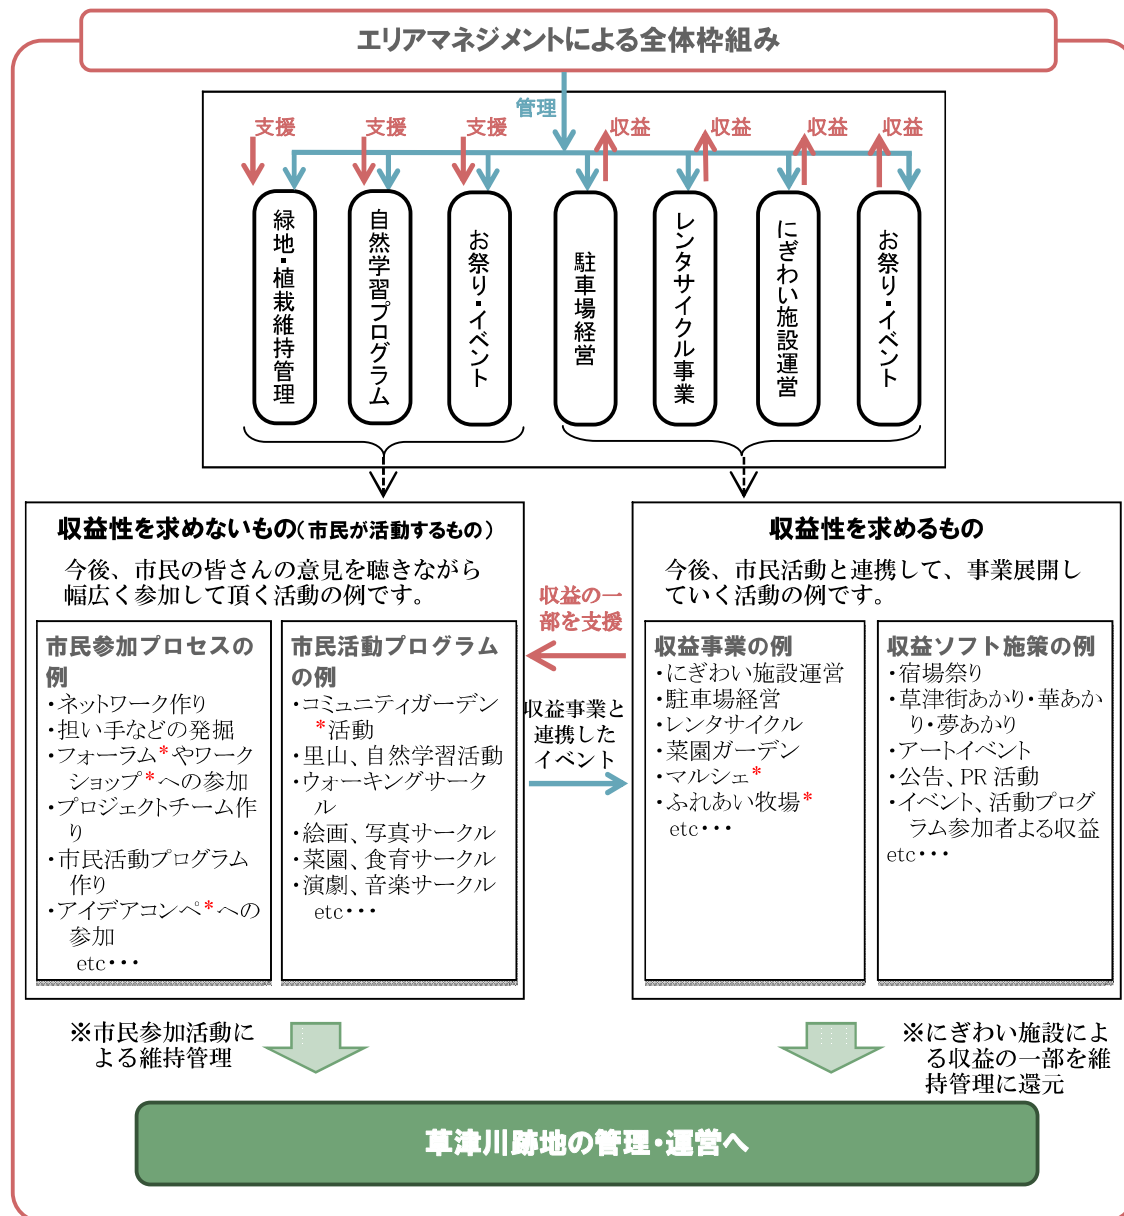 エリアマネジメントによる全体枠組み
管理
支援
支援
支援
収益
収益
収益
収益
緑地・植栽維持管理
自然学習プログラム
お祭り・イベント
駐車場経営
レンタサイクル事業
にぎわい施設運営
お祭り・イベント
収益性を求めないもの（市民が活動するもの）
今後、市民の皆さんの意見を聴きながら
幅広く参加して頂く活動の例です。
市民参加プロセスの
例
・ネットワーク作り
・担い手などの発掘
・フォーラム*やワーク
ショップ*への参加
・プロジェクトチーム作
り
・市民活動プログラム
作り
・アイデアコンペ*への
参加
etc・・・
市民活動プログラム
の例
・コミュニティガーデン
*活動
・里山、自然学習活動
・ウォーキングサーク
ル
・絵画、写真サークル
・菜園、食育サークル
・演劇、音楽サークル
etc・・・
収益の一
部を支援
収益事業と
連携した
イベント
収益性を求めるもの
今後、市民活動と連携して、事業展開し
ていく活動の例です。
収益事業の例
・にぎわい施設運営
・駐車場経営
・レンタサイクル
・菜園ガーデン
・マルシェ*
・ふれあい牧場*
etc・・・
収益ソフト施策の例
・宿場祭り
・草津街あかり・華あか
り・夢あかり
・アートイベント
・公告、PR 活動
・イベント、活動プログ
ラム参加者よる収益
etc・・・
※市民参加活動に
よる維持管理
※にぎわい施設によ
る収益の一部を維
持管理に還元
草津川跡地の管理・運営へ